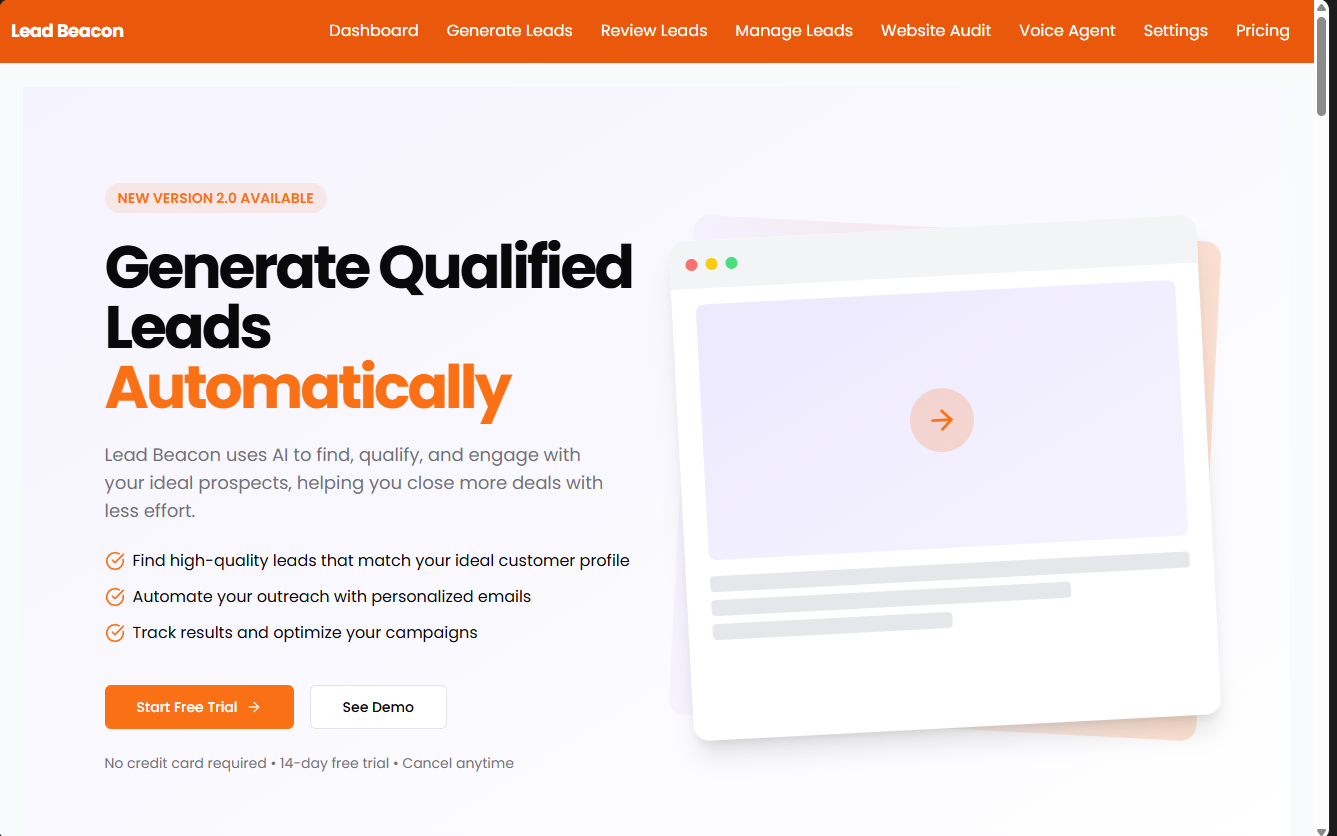 Lead Beacon
Dashboard
Generate Leads
Review Leads
Manage Leads
Website Audit
Voice Agent
Settings
Pricing
NEW VERSION 2.0 AVAILABLE
Generate Qualified
Leads
Automatically
Lead Beacon uses AI to find, qualify, and engage with
your ideal prospects, helping you close more deals with
less effort.
Find high-quality leads that match your ideal customer profile
Automate your outreach with personalized emails
Track results and optimize your campaigns
Start Free Trial
See Demo
No credit card required • 14-day free trial • Cancel anytime